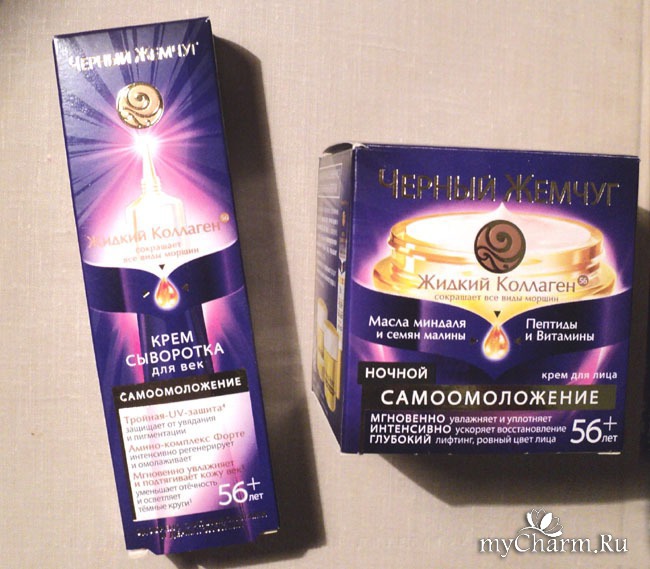 Черный Жемчуг
Жидкий Коллаген
сокращает
все виды морщин
КРЕМ
СЫВОРОТКА
для век
САМООМОЛОЖЕНИЕ
Тройная-UV-защита
защищает от увядания
и пигментации
Амино-комплекс Форте
интенсивно регенерирует
и омолаживает
Мгновенно увлажняет
и подтягивает кожу век
уменьшает отёчность
и осветляет
тёмные круги
56+ лет
Черный Жемчуг
Жидкий Коллаген 56
сокращает все виды морщин
Масла миндаля
и семян малины
Пептиды
и Витамины
НОЧНОЙ
крем для лица
САМООМОЛОЖЕНИЕ
МГНОВЕННО увлажняет и уплотняет
ИНТЕНСИВНО ускоряет восстановление
ГЛУБОКИЙ лифтинг, ровный цвет лица
56+ лет
myCharm.Ru